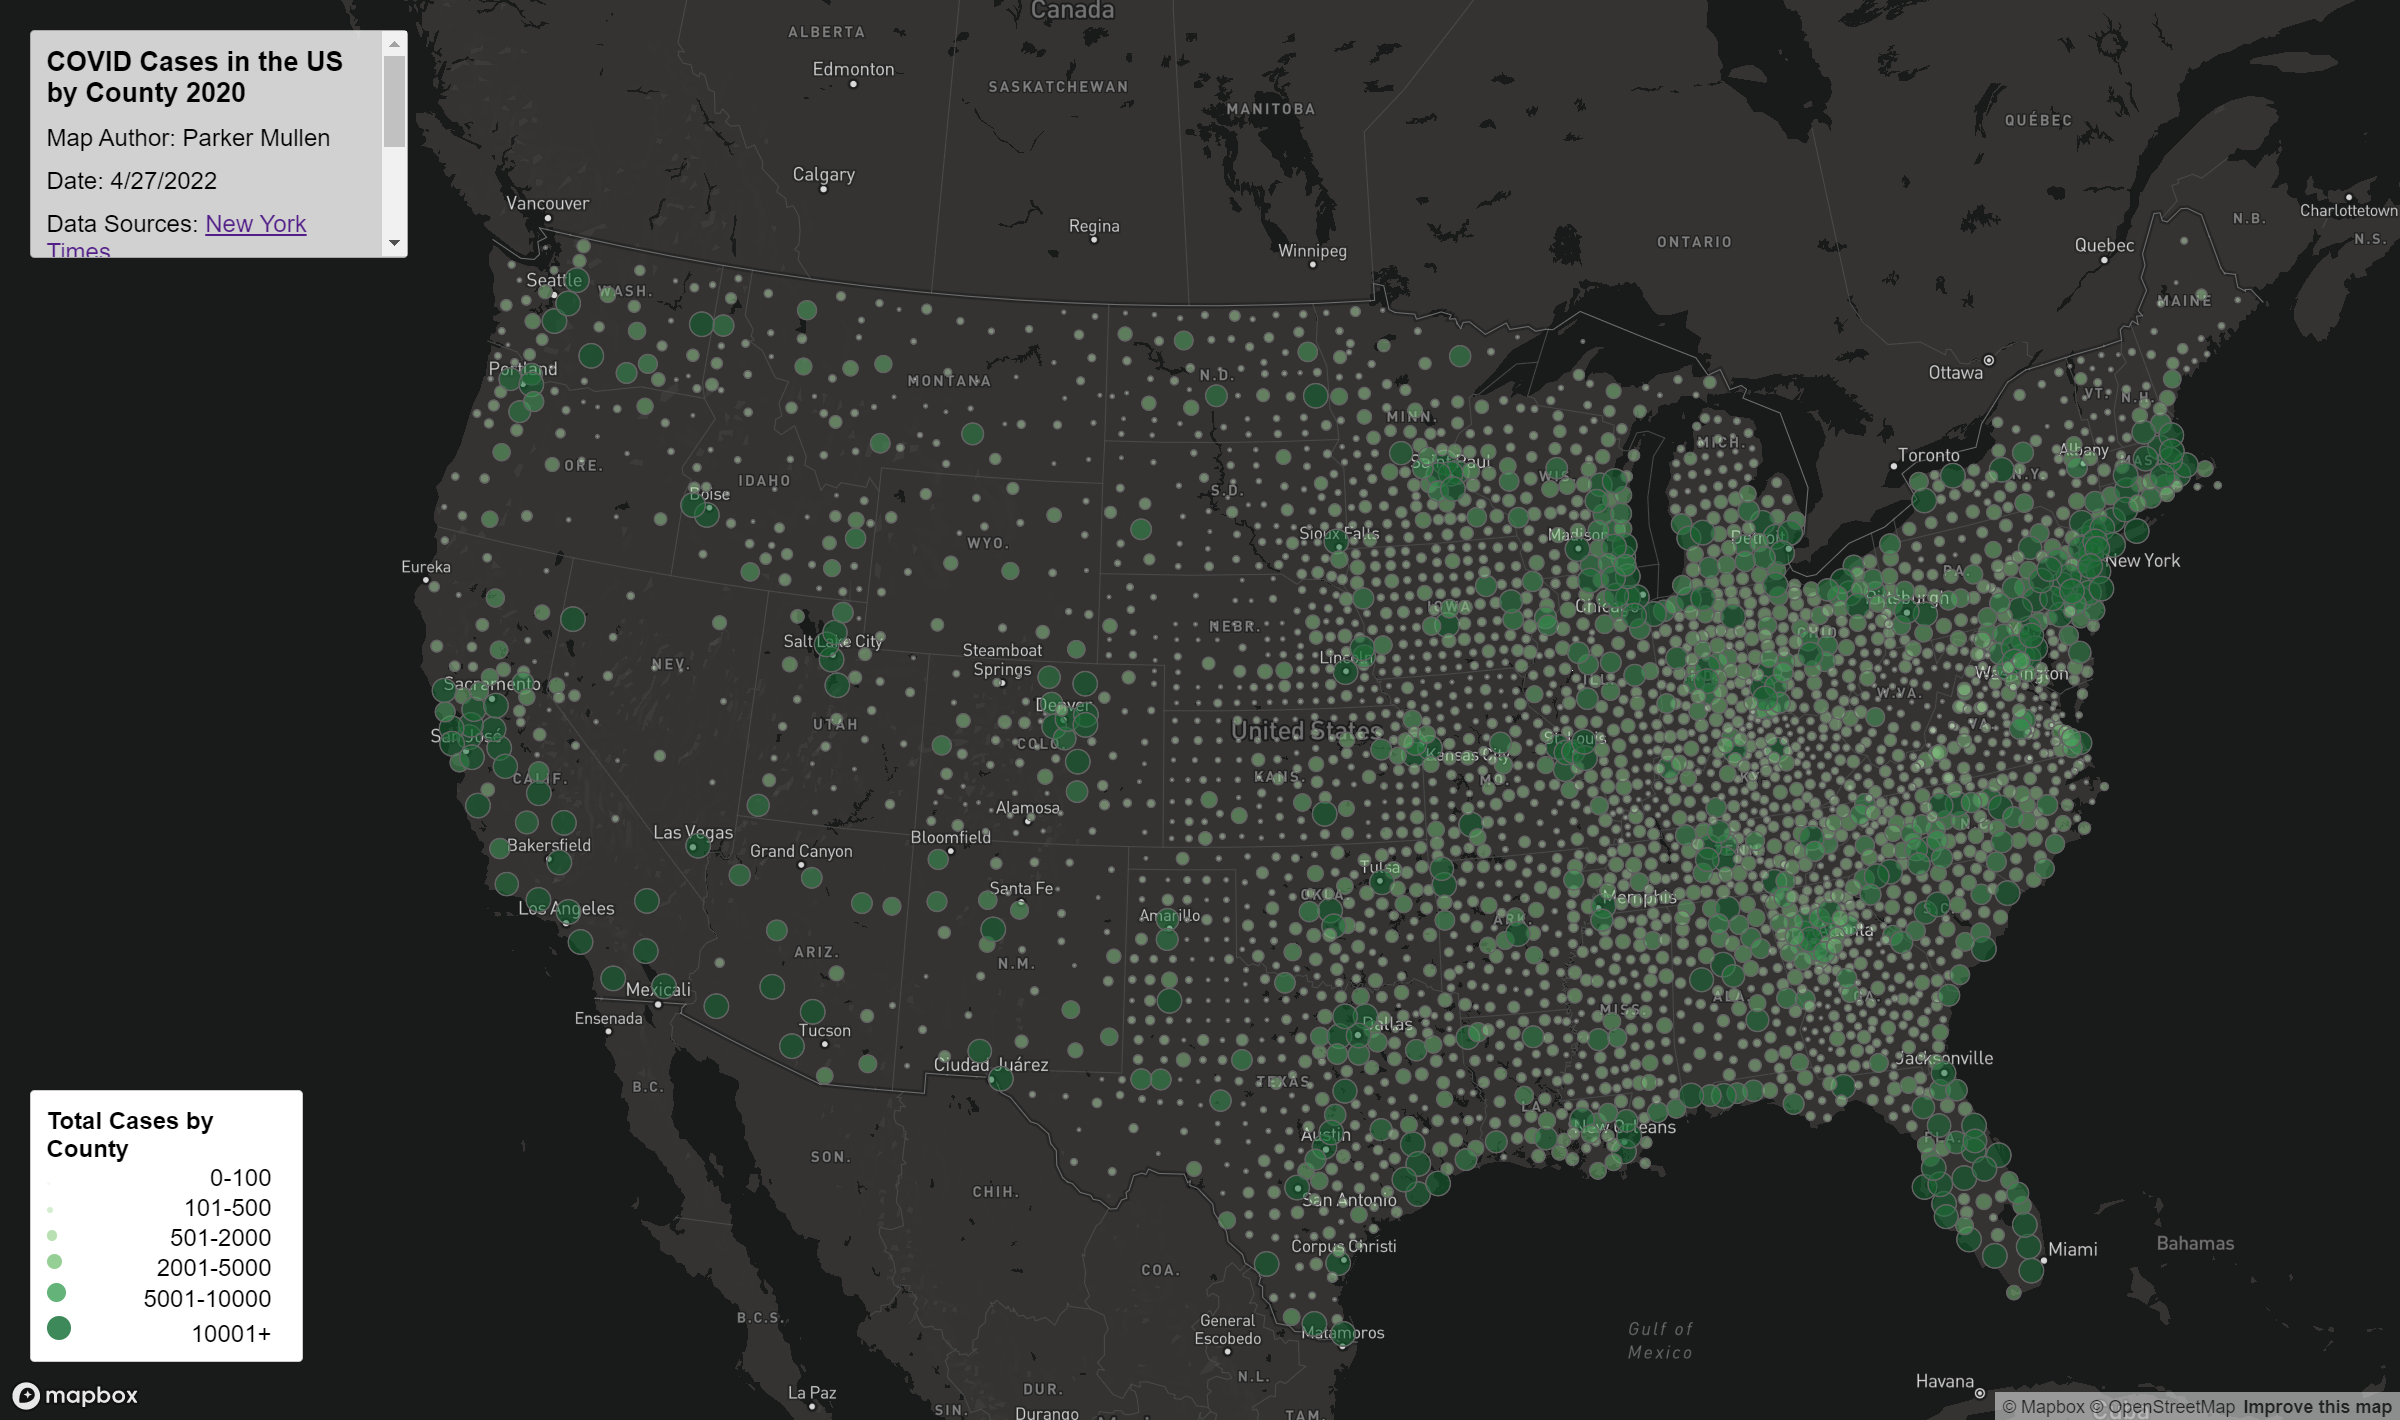 COVID Cases in the US
by County 2020
Map Author: Parker Mullen
Date: 4/27/2022
Data Sources: New York
Times
Canada
ALBERTA
Edmonton
SASKATCHEWAN
MANITOBA
QUÉBEC
Calgary
Vancouver
Regina
Winnipeg
ONTARIO
Quebec
N.B.
Charlottetown
N.S.
Seattle
WASH.
MAINE
Portland
MONTANA
N.D.
Ottawa
VT.
N.H.
MINN.
MICH.
Toronto
Albany
MASS
ORE.
IDAHO
Boise
Saint Paul
WIS.
N.Y.
S.D.
WYO.
Sioux Falls
Madison
Detroit
New York
Eureka
PA.
Chicago
Pittsburgh
IOWA
NEBR.
OHIO
Salt Lake City
Steamboat
Springs
NEV.
Lincoln
Washington
Sacramento
ILL.
W.VA.
Denver
UTAH
COLO.
United States
St. Louis
VA.
San José
CALIF.
KANS.
Kansas City
MO.
KY.
Alamosa
Las Vegas
Bloomfield
Grand Canyon
Bakersfield
N.C.
TENN.
Tulsa
Santa Fe
OKLA.
Memphis
Los Angeles
Amarillo
ARK.
S.C.
Atlanta
ARIZ.
N.M.
Mexicali
ALA.
GA.
MISS.
Ensenada
Tucson
Dallas
Ciudad Juárez
Jacksonville
B.C.
TEXAS
LA.
Austin
New Orleans
FLA.
SON.
CHIH.
San Antonio
Corpus Christi
Miami
Bahamas
COA.
B.C.S.
General
Escobedo
Matamoros
Gulf of
Mexico
N.L.
La Paz
DUR.
Havana
SIN.
Durango
TAM.
Cuba
Total Cases by
County
0-100
101-500
501-2000
2001-5000
5001-10000
10001+
mapbox
© Mapbox © OpenStreetMap Improve this map